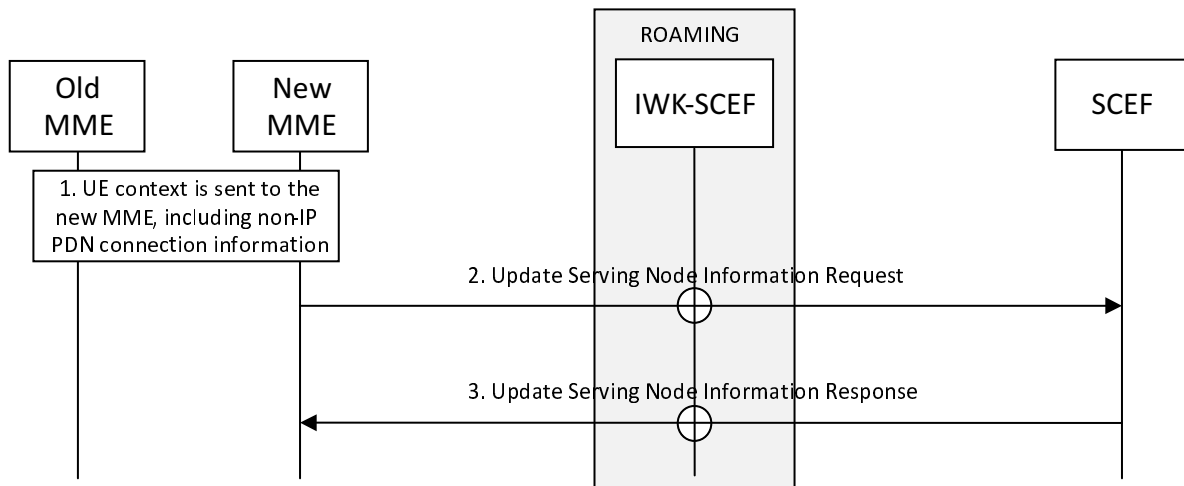 ROAMING
Old
MME
New
MME
IWK-SCEF
SCEF
1. UE context is sent to the
new MME, including non-IP
PDN connection information
2. Update Serving Node Information Request
3. Update Serving Node Information Response